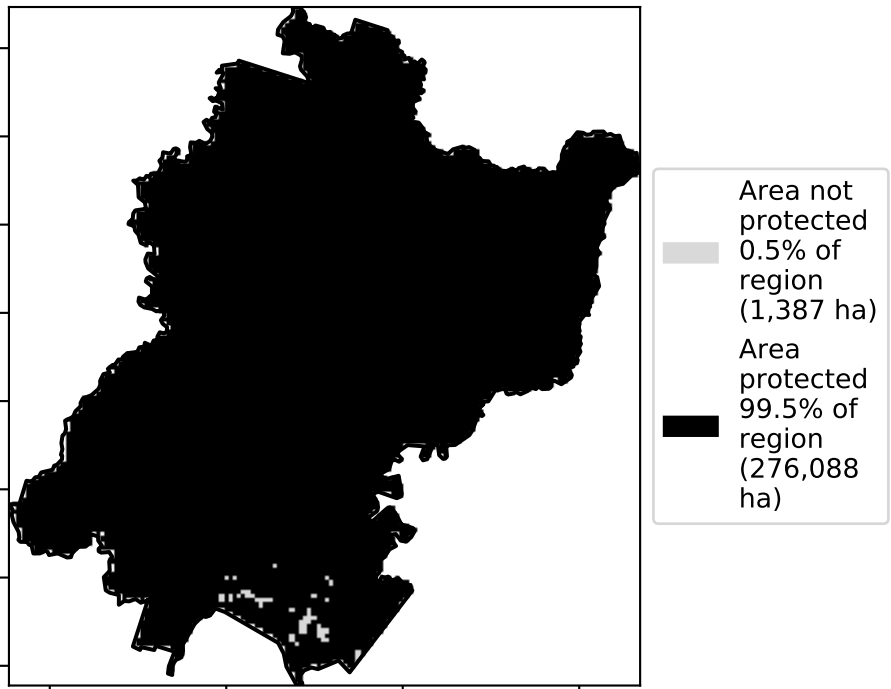 Area not
protected
0.5% of
region
(1,387 ha)
Area
protected
99.5% of
region
(276,088
ha)